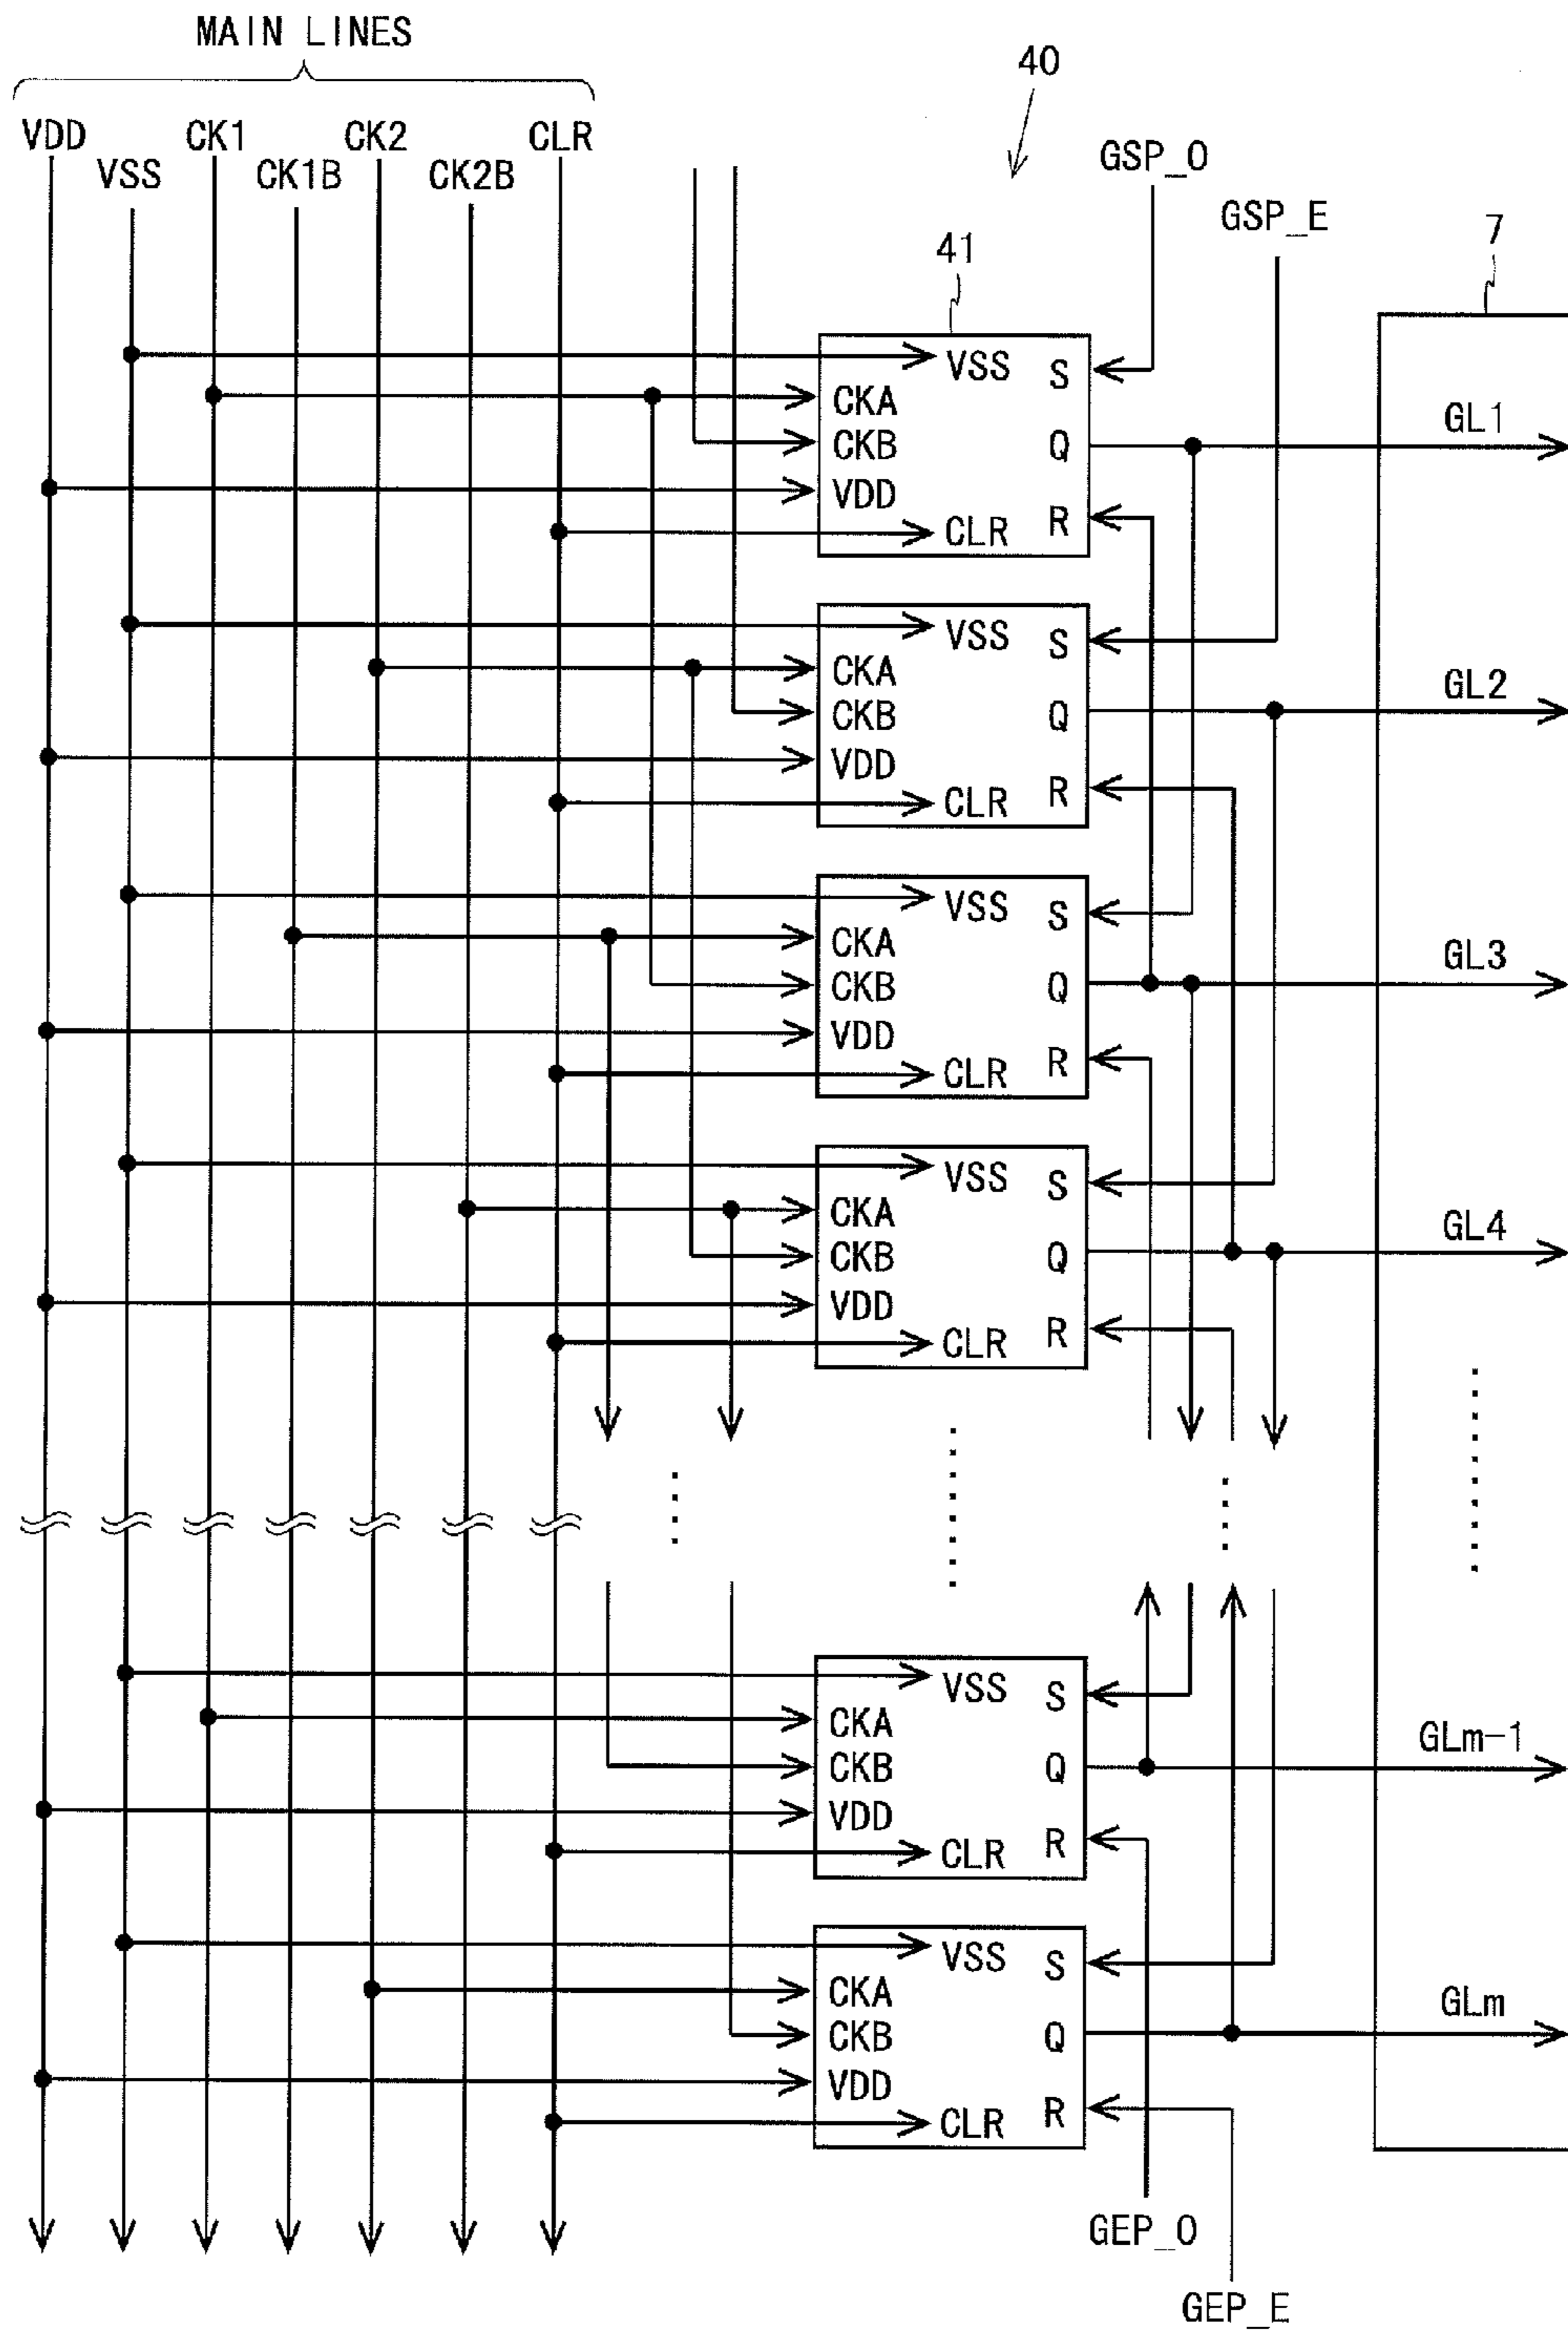 MAIN LINES
40
VDD
CK1
CK2
CLR
VSS
CK1B
CK2B
GSP_O
GSP_E
41
7
VSS
S
CKA
CKB
Q
GL1
VDD
CLR
R
VSS
S
CKA
CKB
Q
GL2
VDD
CLR
R
VSS
S
CKA
CKB
Q
GL3
VDD
CLR
R
VSS
S
CKA
CKB
Q
GL4
VDD
CLR
R
VSS
S
CKA
CKB
Q
GLm-1
VDD
CLR
R
VSS
S
CKA
CKB
Q
GLm
VDD
CLR
R
GEP_O
GEP_E